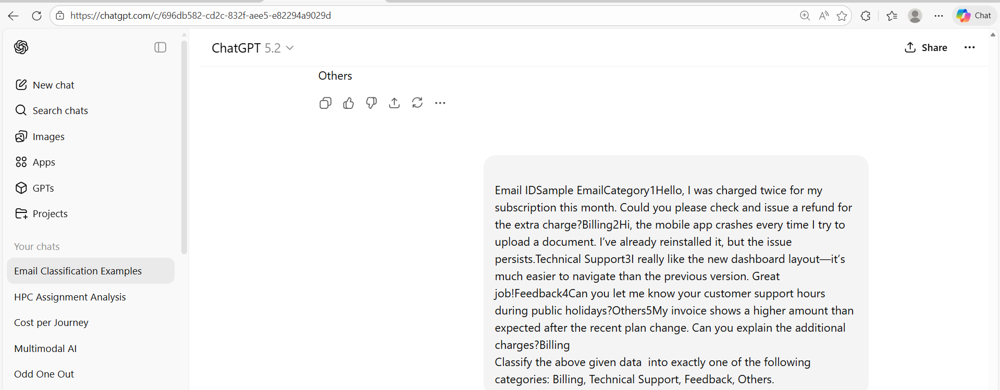 https://chatgpt.com/c/696db582-cd2c-832f-aee5-e82294a9029d
Chat
ChatGPT 5.2
Share
New chat
Search chats
Images
Apps
GPTs
Projects
Your chats
Email Classification Examples
HPC Assignment Analysis
Cost per Journey
Multimodal AI
Odd One Out
Others
Email IDSample EmailCategory1Hello, I was charged twice for my
subscription this month. Could you please check and issue a refund for
the extra charge?Billing2Hi, the mobile app crashes every time I try to
upload a document. I’ve already reinstalled it, but the issue
persists.Technical Support3I really like the new dashboard layout—it’s
much easier to navigate than the previous version. Great
job!Feedback4Can you let me know your customer support hours
during public holidays?Others5My invoice shows a higher amount than
expected after the recent plan change. Can you explain the additional
charges?Billing
Classify the above given data  into exactly one of the following
categories: Billing, Technical Support, Feedback, Others.